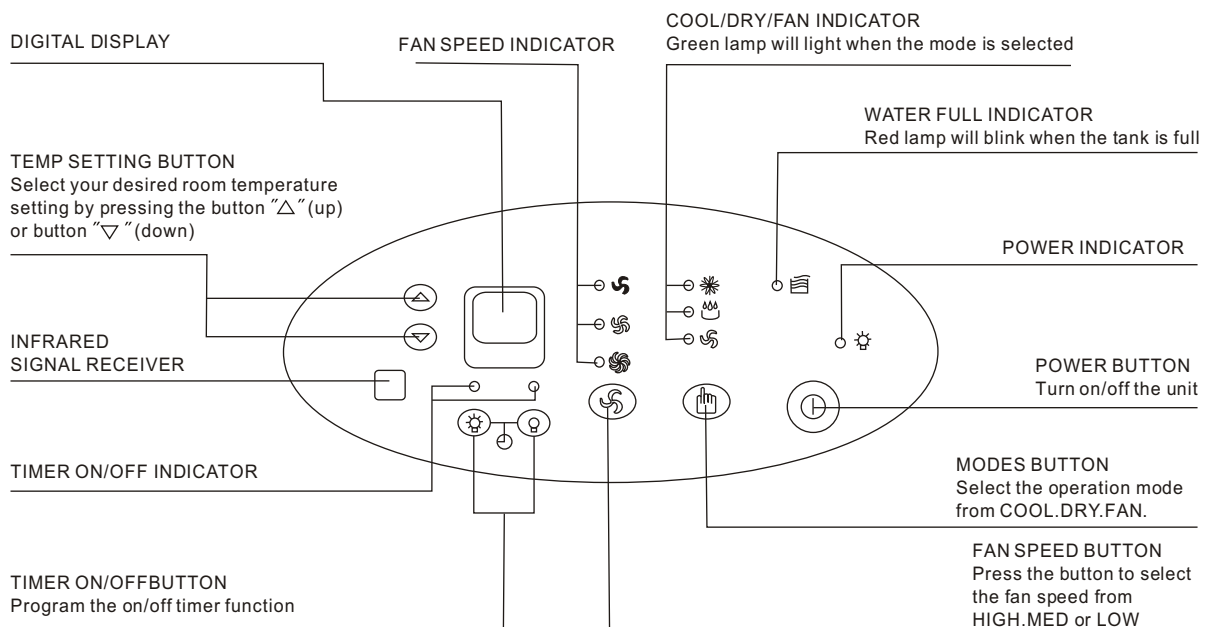 DIGITAL DISPLAY
FAN SPEED INDICATOR
COOL/DRY/FAN INDICATOR
Green lamp will light when the mode is selected
WATER FULL INDICATOR
Red lamp will blink when the tank is full
TEMP SETTING BUTTON
Select your desired room temperature
setting by pressing the button ″△″ (up)
or button ″▽ ″ (down)
POWER INDICATOR
INFRARED
SIGNAL RECEIVER
POWER BUTTON
Turn on/off the unit
TIMER ON/OFF INDICATOR
MODES BUTTON
Select the operation mode
from COOL.DRY.FAN.
TIMER ON/OFFBUTTON
Program the on/off timer function
FAN SPEED BUTTON
Press the button to select
the fan speed from
HIGH.MED or LOW